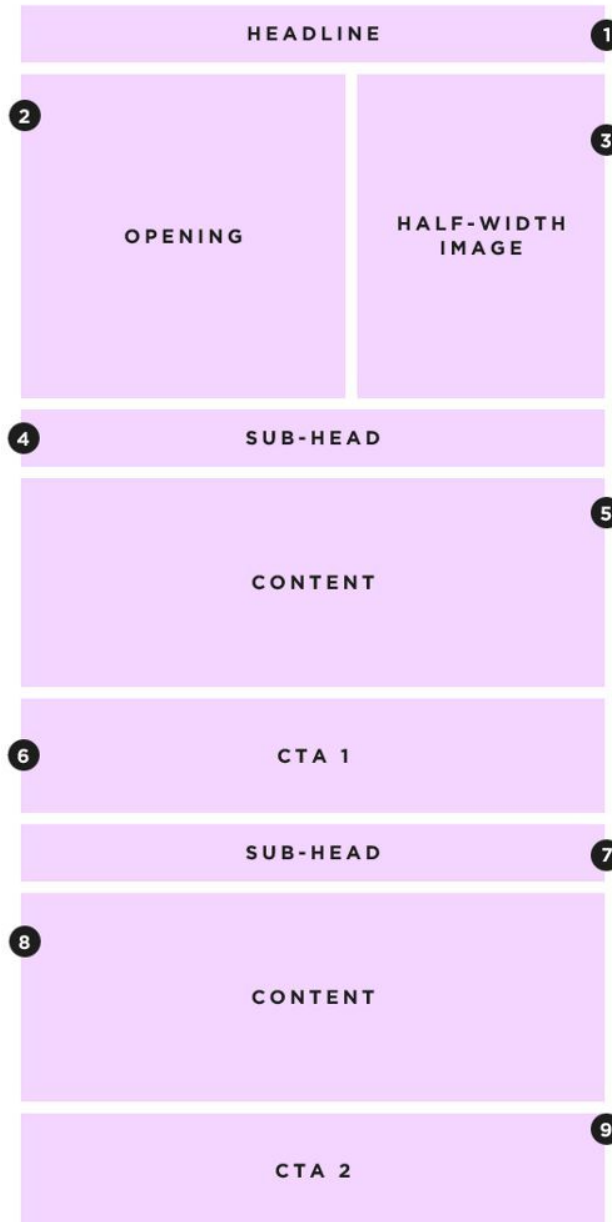 HEADLINE
1
2
OPENING
3
HALF-WIDTH
IMAGE
4
SUB-HEAD
5
CONTENT
6
CTA 1
SUB-HEAD
7
8
CONTENT
9
CTA 2